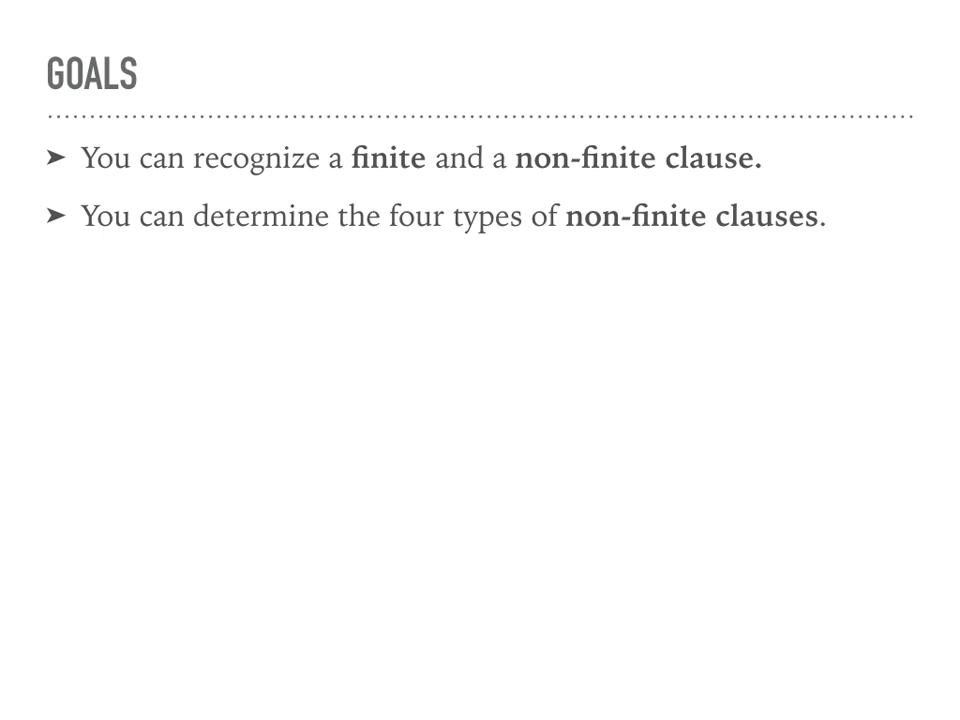 GOALS
➤ You can recognize a finite and a non-finite clause.
➤ You can determine the four types of non-finite clauses.